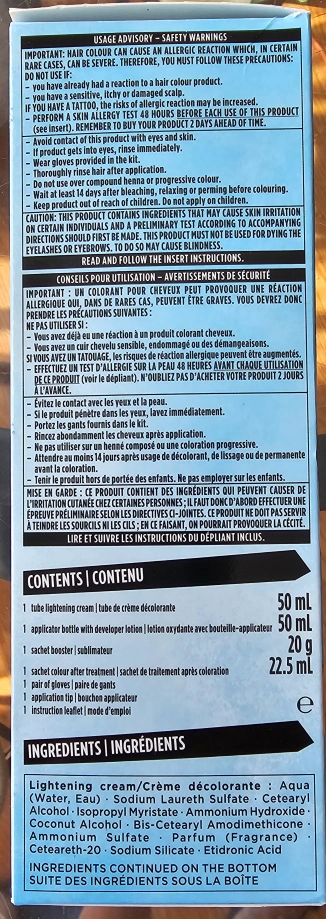 USAGE ADVISORY – SAFETY WARNINGS
IMPORTANT: HAIR COLOUR CAN CAUSE AN ALLERGIC REACTION WHICH, IN CERTAIN
RARE CASES, CAN BE SEVERE. THEREFORE, YOU MUST FOLLOW THESE PRECAUTIONS:
DO NOT USE IF:
- you have already had a reaction to a hair colour product.
- you have a sensitive, itchy or damaged scalp.
IF YOU HAVE A TATTOO, the risks of allergic reaction may be increased.
- PERFORM A SKIN ALLERGY TEST 48 HOURS BEFORE EACH USE OF THIS PRODUCT
(see insert). REMEMBER TO BUY YOUR PRODUCT 2 DAYS AHEAD OF TIME.
- Avoid contact of this product with eyes and skin.
- If product gets into eyes, rinse immediately.
- Wear gloves provided in the kit.
- Thoroughly rinse hair after application.
- Do not use over compound henna or progressive colour.
- Wait at least 14 days after bleaching, relaxing or perming before colouring.
- Keep product out of reach of children. Do not apply on children.
CAUTION: THIS PRODUCT CONTAINS INGREDIENTS THAT MAY CAUSE SKIN IRRITATION
ON CERTAIN INDIVIDUALS AND A PRELIMINARY TEST ACCORDING TO ACCOMPANYING
DIRECTIONS SHOULD FIRST BE MADE. THIS PRODUCT MUST NOT BE USED FOR DYEING THE
EYELASHES OR EYEBROWS. TO DO SO MAY CAUSE BLINDNESS.
READ AND FOLLOW THE INSERT INSTRUCTIONS.
CONSEILS POUR UTILISATION – AVERTISSEMENTS DE SÉCURITÉ
IMPORTANT : UN COLORANT POUR CHEVEUX PEUT PROVOQUER UNE RÉACTION
ALLERGIQUE QUI, DANS DE RARES CAS, PEUVENT ÊTRE GRAVES. VOUS DEVREZ DONC
PRENDRE LES PRÉCAUTIONS SUIVANTES :
NE PAS UTILISER SI :
- Vous avez déjà eu une réaction à un produit colorant cheveux.
- Vous avez un cuir chevelu sensible, endommagé ou des démangeaisons.
SI VOUS AVEZ UN TATOUAGE, les risques de réaction allergique peuvent être augmentés.
- EFFECTUEZ UN TEST D'ALLERGIE SUR LA PEAU 48 HEURES AVANT CHAQUE UTILISATION
DE CE PRODUIT (voir le dépliant). N'OUBLIEZ PAS D'ACHETER VOTRE PRODUIT 2 JOURS
À L'AVANCE.
- Évitez le contact avec les yeux et la peau.
- Si le produit pénètre dans les yeux, lavez immédiatement.
- Portez les gants fournis dans le kit.
- Rincez abondamment les cheveux après application.
- Ne pas utiliser sur un henné composé ou une coloration progressive.
- Attendre au moins 14 jours après usage de décolorant, de lissage ou de permanente
avant la coloration.
- Tenir le produit hors de portée des enfants. Ne pas employer sur les enfants.
MISE EN GARDE : CE PRODUIT CONTIENT DES INGRÉDIENTS QUI PEUVENT CAUSER DE
L'IRRITATION CUTANÉE CHEZ CERTAINES PERSONNES ; IL FAUT DONC D'ABORD EFFECTUER UNE
ÉPREUVE PRÉLIMINAIRE SELON LES DIRECTIVES CI-JOINTES. CE PRODUIT NE DOIT PAS SERVIR
À TEINDRE LES SOURCILS NI LES CILS ; EN CE FAISANT, ON POURRAIT PROVOQUER LA CÉCITÉ.
LIRE ET SUIVRE LES INSTRUCTIONS DU DÉPLIANT INCLUS.
CONTENTS | CONTENU
1 tube lightening cream | tube de crème décolorante 50 mL
1 applicator bottle with developer lotion | lotion oxydante avec bouteille-applicateur 50 mL
1 sachet booster | sublimateur 20 g
1 sachet colour after treatment | sachet de traitement après coloration 22.5 mL
1 pair of gloves | paire de gants
1 application tip | bouchon applicateur
1 instruction leaflet | mode d'emploi
e
INGREDIENTS | INGRÉDIENTS
Lightening cream/Crème décolorante : Aqua
(Water, Eau) · Sodium Laureth Sulfate · Cetearyl
Alcohol · Isopropyl Myristate · Ammonium Hydroxide ·
Coconut Alcohol · Bis-Cetearyl Amodimethicone ·
Ammonium Sulfate · Parfum (Fragrance) ·
Ceteareth-20 · Sodium Silicate · Etidronic Acid
INGREDIENTS CONTINUED ON THE BOTTOM
SUITE DES INGRÉDIENTS SOUS LA BOÎTE